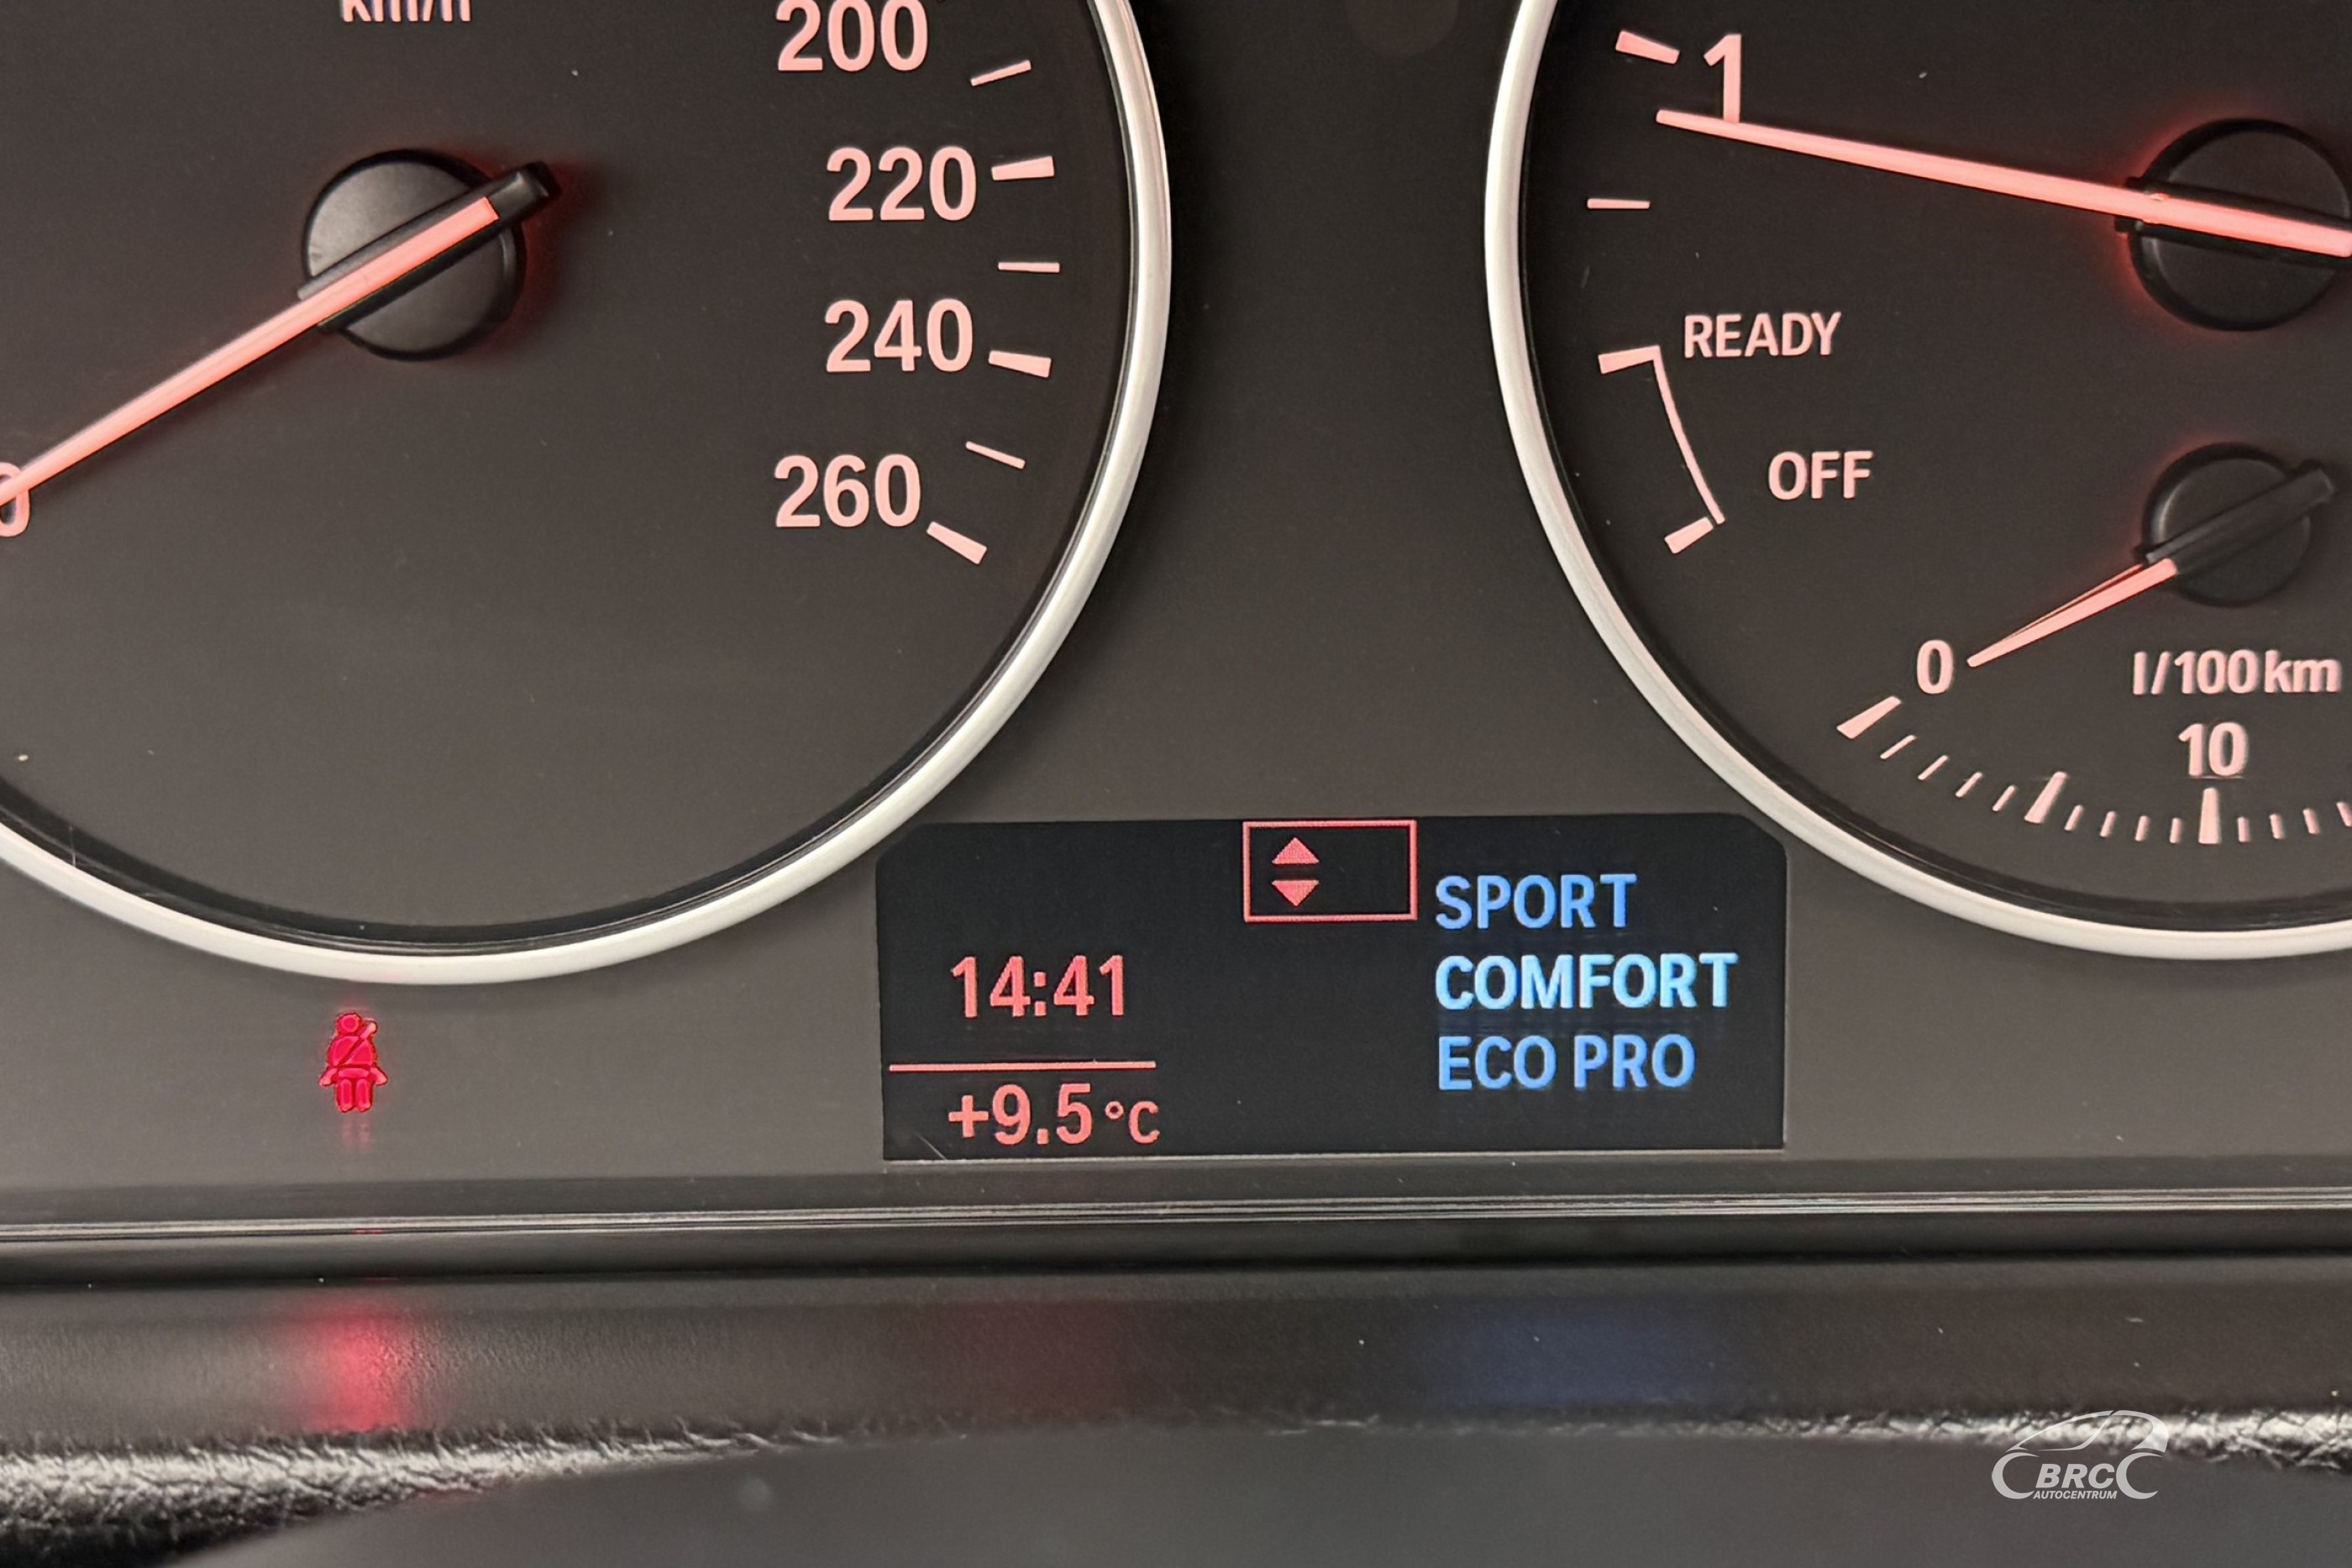 km/h
200
220
240
260
0
1
READY
OFF
0
l/100km
10
SPORT
14:41
COMFORT
ECO PRO
+9.5°C
BRC
AUTOCENTRUM